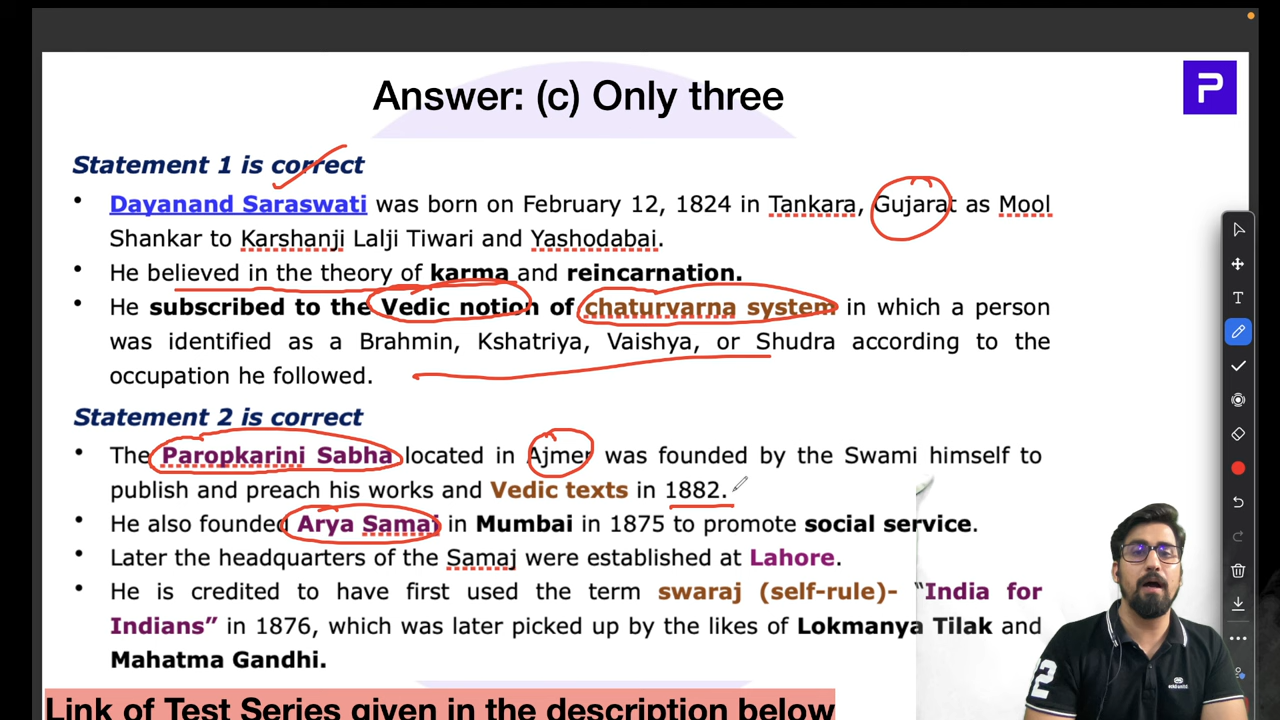 Answer: (c) Only three
P
Statement 1 is correct
• Dayanand Saraswati was born on February 12, 1824 in Tankara, Gujarat as Mool
Shankar to Karshanji Lalji Tiwari and Yashodabai.
• He believed in the theory of karma and reincarnation.
• He subscribed to the Vedic notion of chaturvarna system in which a person
was identified as a Brahmin, Kshatriya, Vaishya, or Shudra according to the
occupation he followed.
Statement 2 is correct
• The Paropkarini Sabha located in Ajmer was founded by the Swami himself to
publish and preach his works and Vedic texts in 1882.
• He also founded Arya Samaj in Mumbai in 1875 to promote social service.
• Later the headquarters of the Samaj were established at Lahore.
• He is credited to have first used the term swaraj (self-rule)- “India for
Indians” in 1876, which was later picked up by the likes of Lokmanya Tilak and
Mahatma Gandhi.
Link of Test Series given in the description below